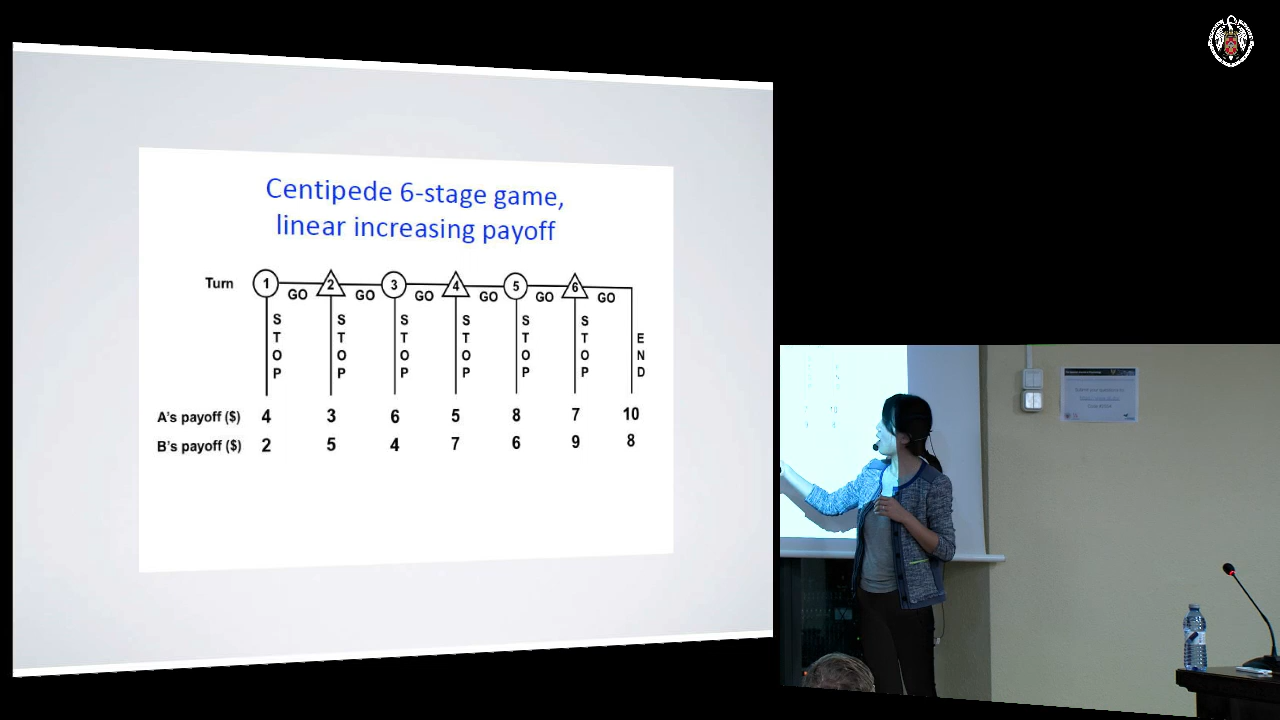 Centipede 6-stage game,
linear increasing payoff
Turn 1 2 3 4 5 6
GO GO GO GO GO GO
STOP STOP STOP STOP STOP STOP END
A's payoff ($) 4 3 6 5 8 7 10
B's payoff ($) 2 5 4 7 6 9 8